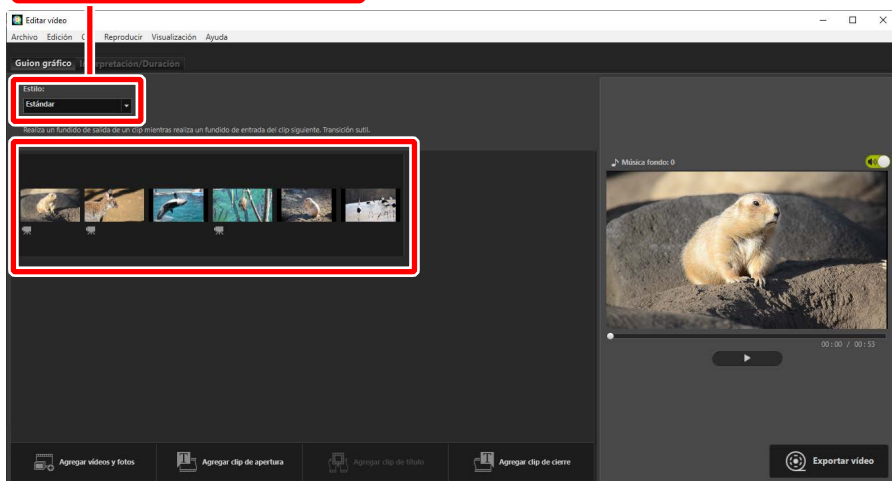 Editar vídeo
Archivo Edición Reproducir Visualización Ayuda
Guion gráfico Interpretación/Duración
Estilo:
Estándar
Realiza un fundido de salida de un clip mientras realiza un fundido de entrada del clip siguiente. Transición sutil.
Música fondo: 0
00:00 / 00:53
Agregar vídeos y fotos
Agregar clip de apertura
Agregar clip de título
Agregar clip de cierre
Exportar vídeo